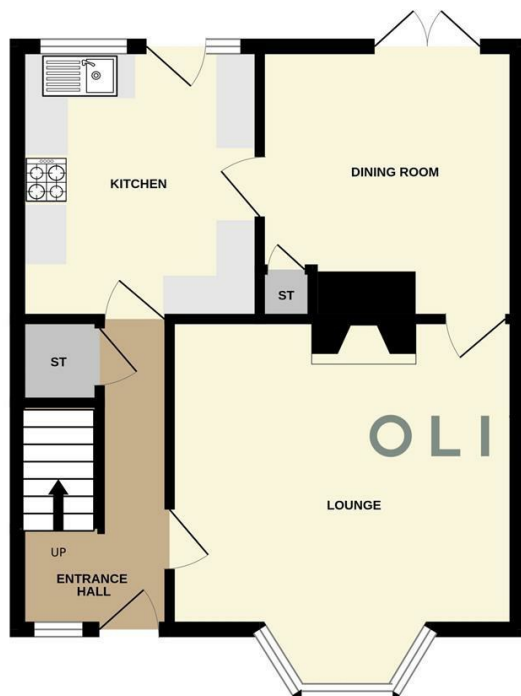 KITCHEN
DINING ROOM
ST
ST
OLI
LOUNGE
UP
ENTRANCE
HALL